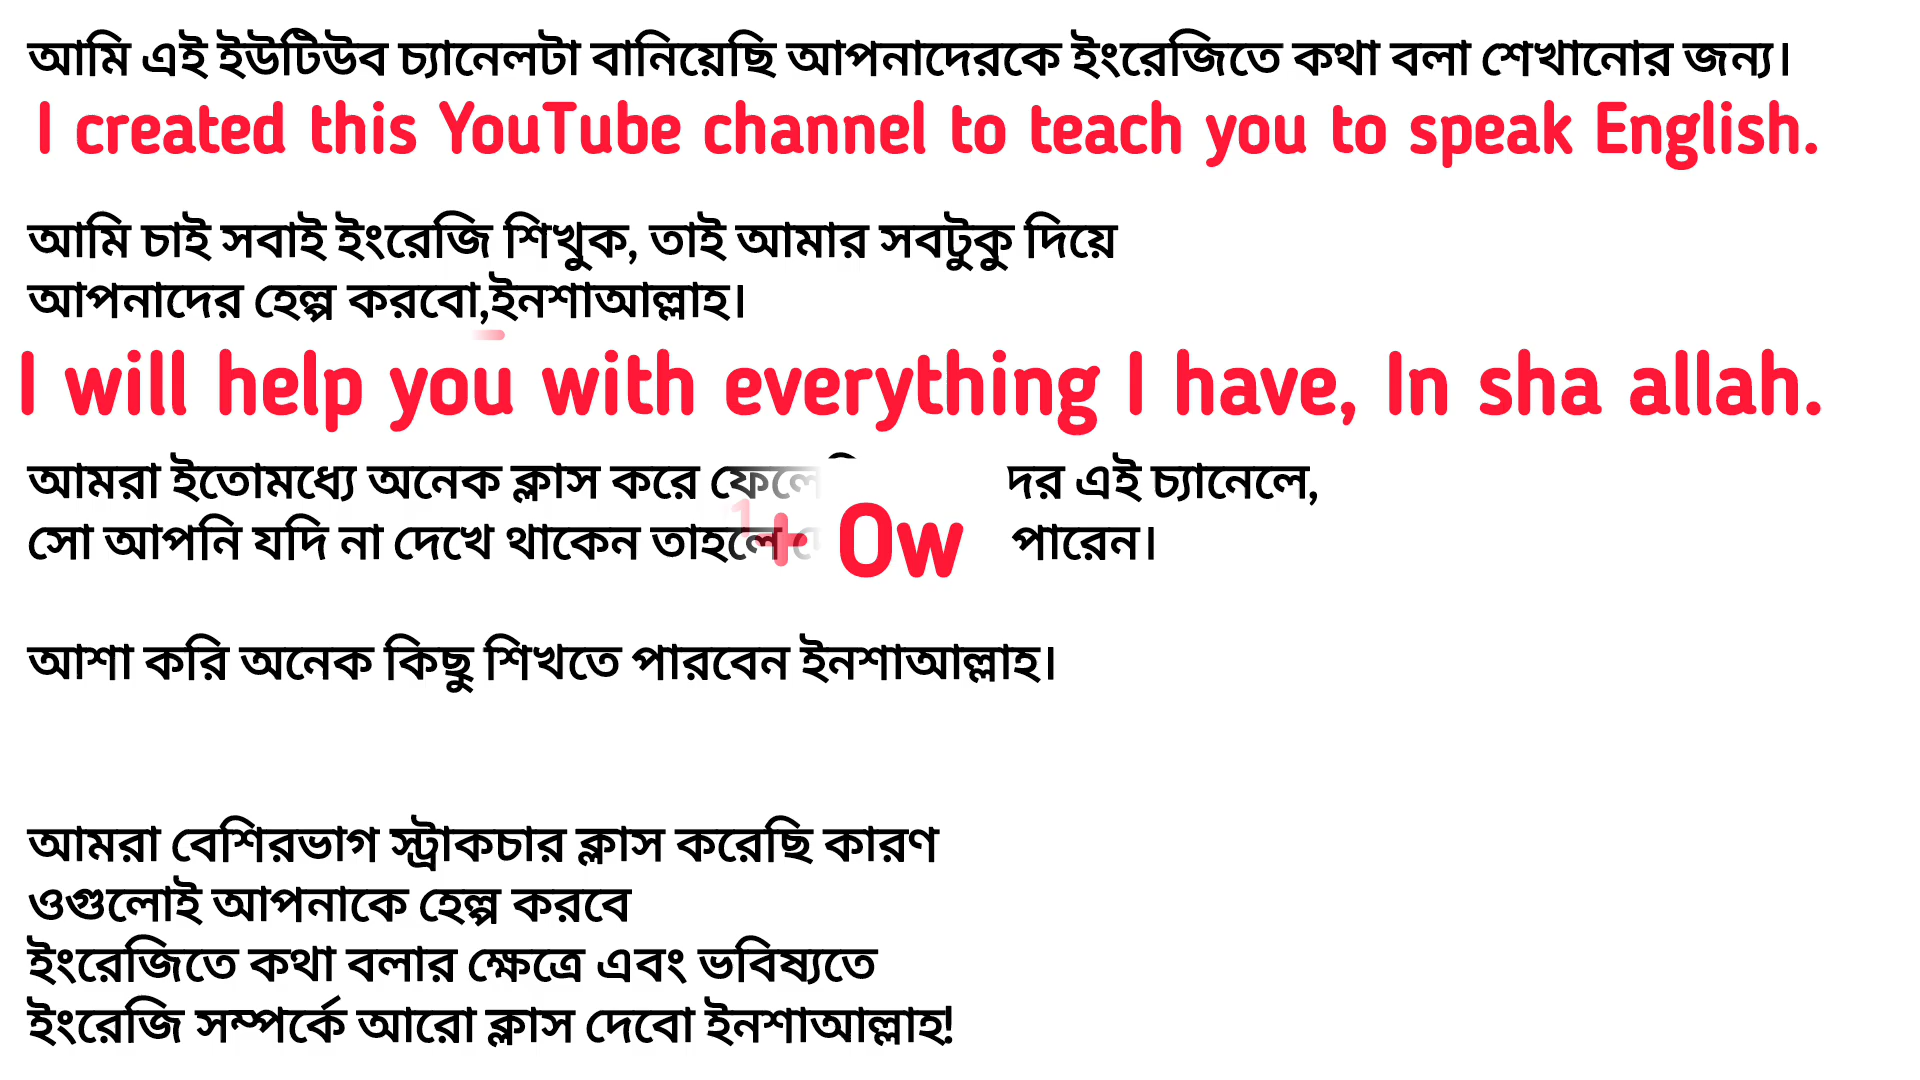 আমি এই ইউটিউব চ্যানেলটা বানিয়েছি আপনাদেরকে ইংরেজিতে কথা বলা শেখানোর জন্য।
I created this YouTube channel to teach you to speak English.
আমি চাই সবাই ইংরেজি শিখুক, তাই আমার সবটুকু দিয়ে
আপনাদের হেল্প করবো,ইনশাআল্লাহ।
I will help you with everything I have, In sha allah.
আমরা ইতোমধ্যে অনেক ক্লাস করে এই চ্যানেলে,
সো আপনি যদি না দেখে থাকেন তাহলে পারেন।
+ Ow
আশা করি অনেক কিছু শিখতে পারবেন ইনশাআল্লাহ।
আমরা বেশিরভাগ স্ট্রাকচার ক্লাস করেছি কারণ
ওগুলোই আপনাকে হেল্প করবে
ইংরেজিতে কথা বলার ক্ষেত্রে এবং ভবিষ্যতে
ইংরেজি সম্পর্কে আরো ক্লাস দেবো ইনশাআল্লাহ!